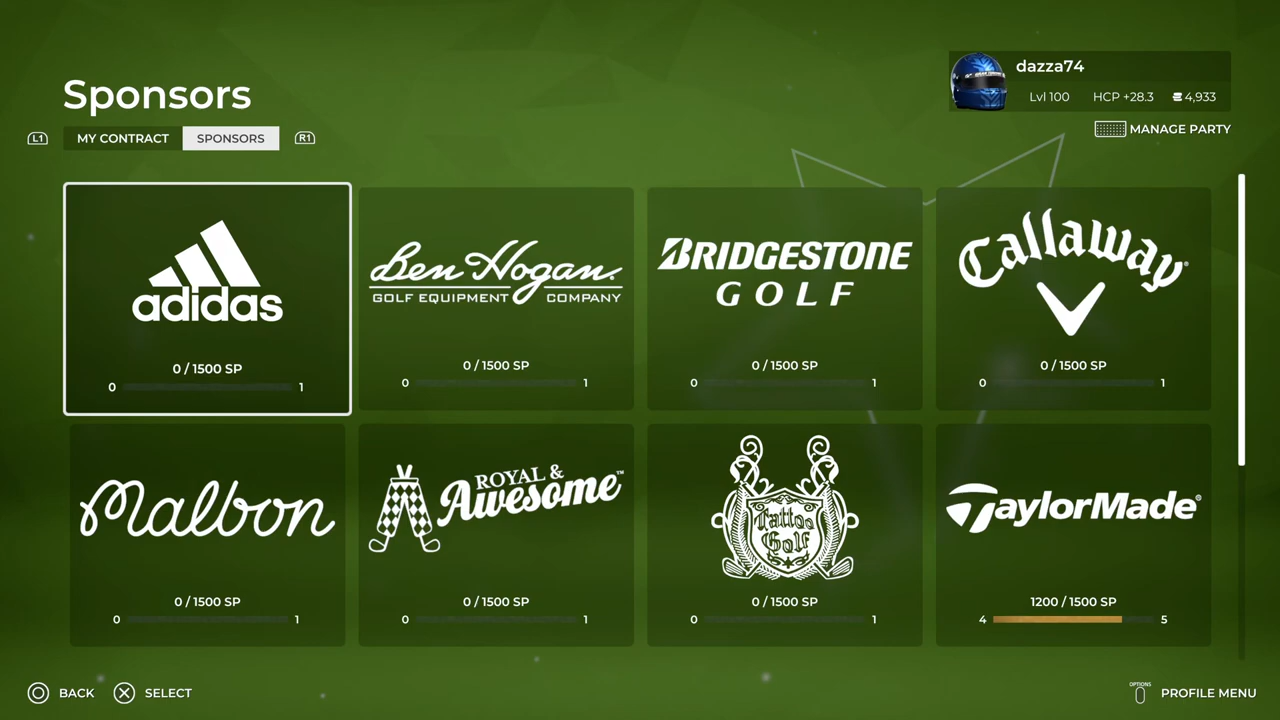 Sponsors
dazza74
Lvl 100 HCP +28.3 4,933
L1 MY CONTRACT SPONSORS R1
MANAGE PARTY
adidas
0 / 1500 SP
0 1
Ben Hogan.
GOLF EQUIPMENT COMPANY
0 / 1500 SP
0 1
BRIDGESTONE
GOLF
0 / 1500 SP
0 1
Callaway®
0 / 1500 SP
0 1
Malbon
0 / 1500 SP
0 1
ROYAL &
Awesome™
0 / 1500 SP
0 1
Tattoo
Golf
0 / 1500 SP
0 1
TaylorMade®
1200 / 1500 SP
4 5
BACK SELECT
OPTIONS
PROFILE MENU